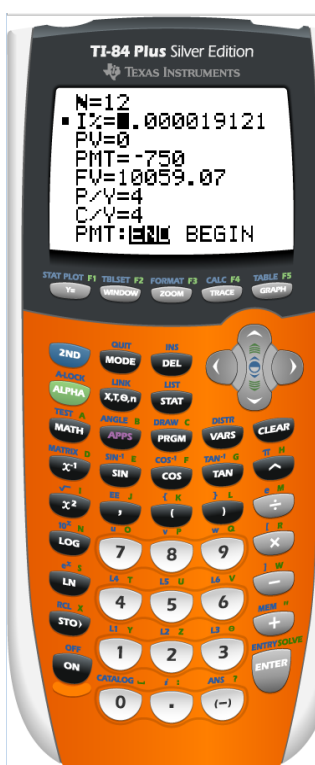 TI-84 Plus Silver Edition
TEXAS INSTRUMENTS
N=12
I%= .000019121
PV=0
PMT=-750
FV=10059.07
P/Y=4
C/Y=4
PMT:END BEGIN
STAT PLOT F1 TBLSET F2 FORMAT F3 CALC F4 TABLE F5
Y= WINDOW ZOOM TRACE GRAPH
QUIT INS
2ND MODE DEL
A-LOCK LINK LIST
ALPHA X,T,θ,n STAT
TEST A ANGLE B DRAW C DISTR
MATH APPS PRGM VARS CLEAR
MATRIX D SIN⁻¹ E COS⁻¹ F TAN⁻¹ G π H
X⁻¹ SIN COS TAN ^
√ I EE J { K } L e M
X² , ( ) ÷
10ˣ N u O v P w Q [ R
LOG 7 8 9 ×
eˣ S L4 T L5 U L6 V ] W
LN 4 5 6 −
RCL X L1 Y L2 Z L3 θ MEM "
STO› 1 2 3 +
OFF CATALOG i : ANS ? ENTRY SOLVE
ON 0 . (−) ENTER